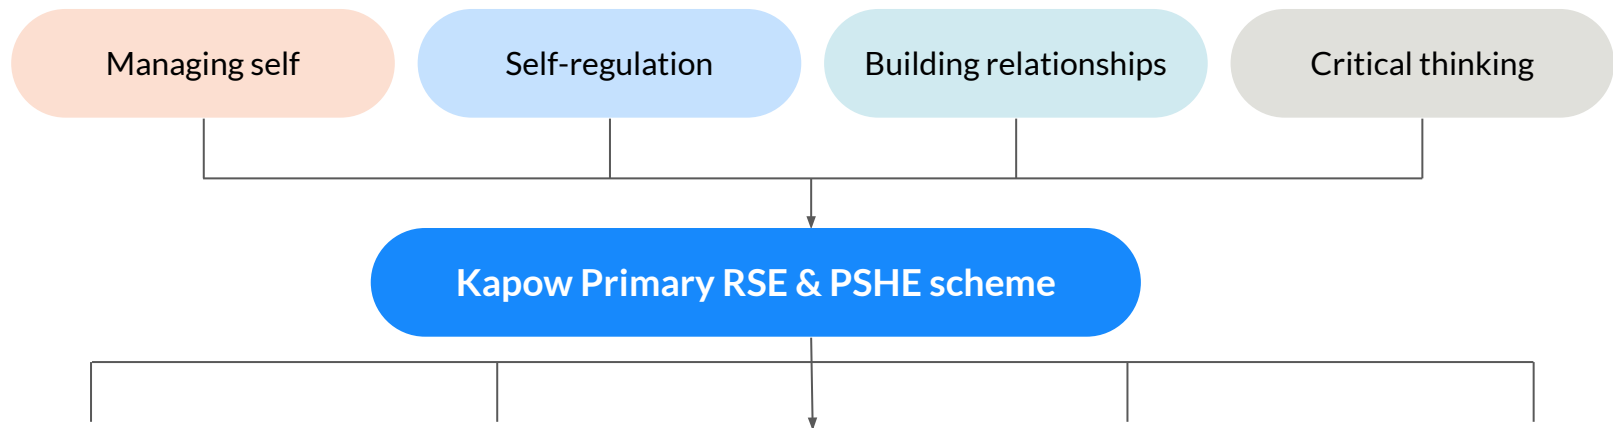 Managing self
Self-regulation
Building relationships
Critical thinking
Kapow Primary RSE & PSHE scheme